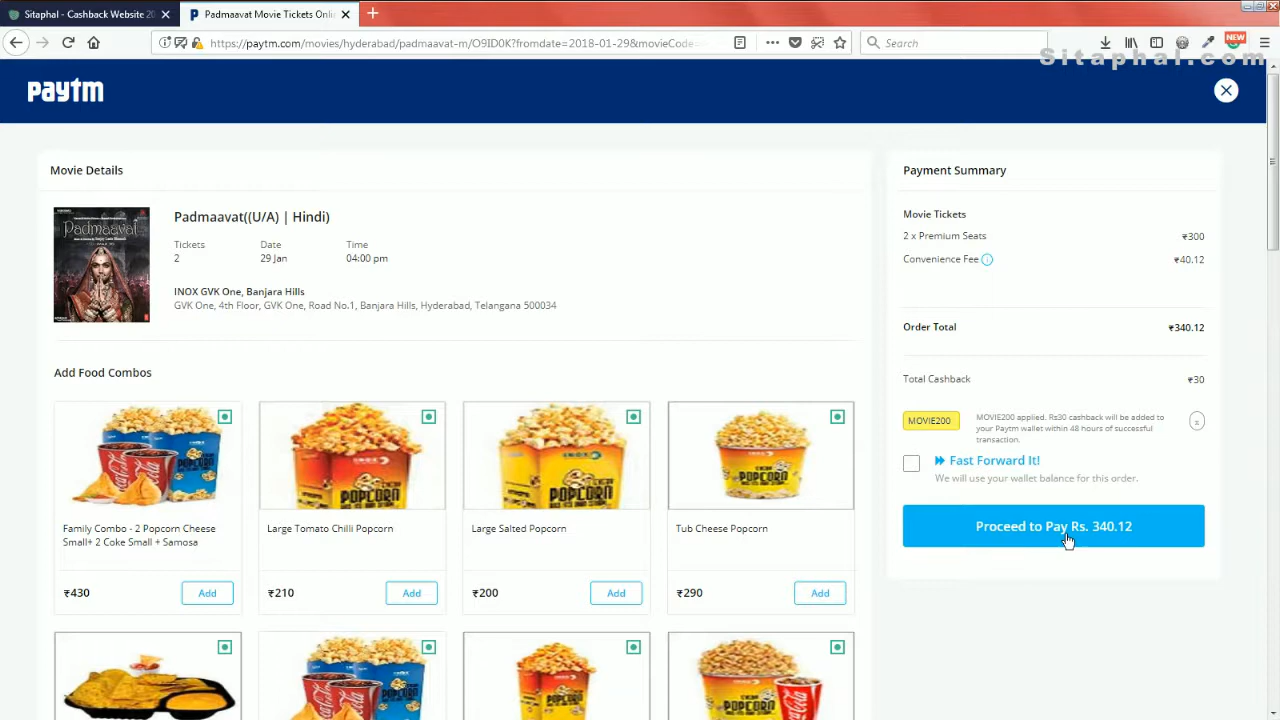 Sitaphal - Cashback Website 20
Padmaavat Movie Tickets Onli
https://paytm.com/movies/hyderabad/padmaavat-m/O9ID0K?fromdate=2018-01-29&movieCode=
Search
NEW
Sitaphal.com
paytm
Movie Details
Padmaavat
Padmaavat((U/A) | Hindi)
Tickets Date Time
2 29 Jan 04:00 pm
INOX GVK One, Banjara Hills
GVK One, 4th Floor, GVK One, Road No.1, Banjara Hills, Hyderabad, Telangana 500034
Add Food Combos
Family Combo - 2 Popcorn Cheese
Small+ 2 Coke Small + Samosa
₹430 Add
Large Tomato Chilli Popcorn
₹210 Add
Large Salted Popcorn
₹200 Add
Tub Cheese Popcorn
₹290 Add
Payment Summary
Movie Tickets
2 x Premium Seats ₹300
Convenience Fee ₹40.12
Order Total ₹340.12
Total Cashback ₹30
MOVIE200
MOVIE200 applied. Rs30 cashback will be added to
your Paytm wallet within 48 hours of successful
transaction.
Fast Forward It!
We will use your wallet balance for this order.
Proceed to Pay Rs. 340.12